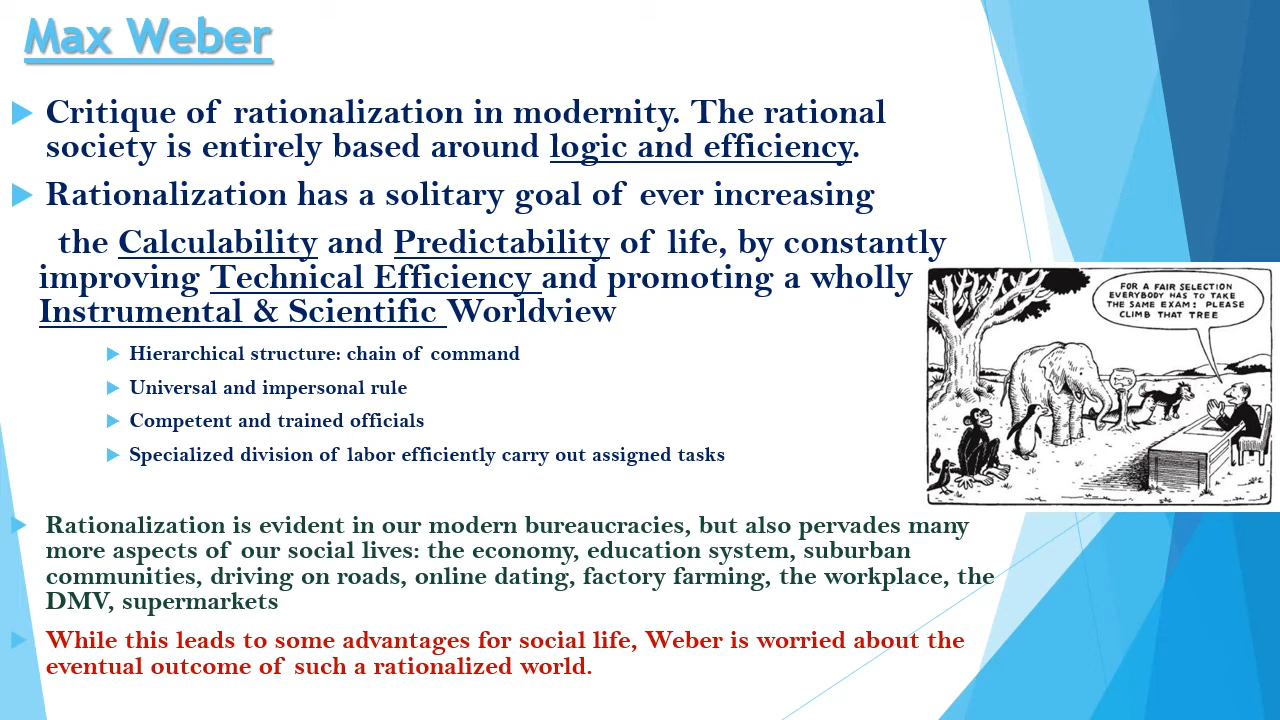 Max Weber
Critique of rationalization in modernity. The rational
society is entirely based around logic and efficiency.
Rationalization has a solitary goal of ever increasing
the Calculability and Predictability of life, by constantly
improving Technical Efficiency and promoting a wholly
Instrumental & Scientific Worldview
Hierarchical structure: chain of command
Universal and impersonal rule
Competent and trained officials
Specialized division of labor efficiently carry out assigned tasks
FOR A FAIR SELECTION
EVERYBODY HAS TO TAKE
THE SAME EXAM: PLEASE
CLIMB THAT TREE
Rationalization is evident in our modern bureaucracies, but also pervades many
more aspects of our social lives: the economy, education system, suburban
communities, driving on roads, online dating, factory farming, the workplace, the
DMV, supermarkets
While this leads to some advantages for social life, Weber is worried about the
eventual outcome of such a rationalized world.